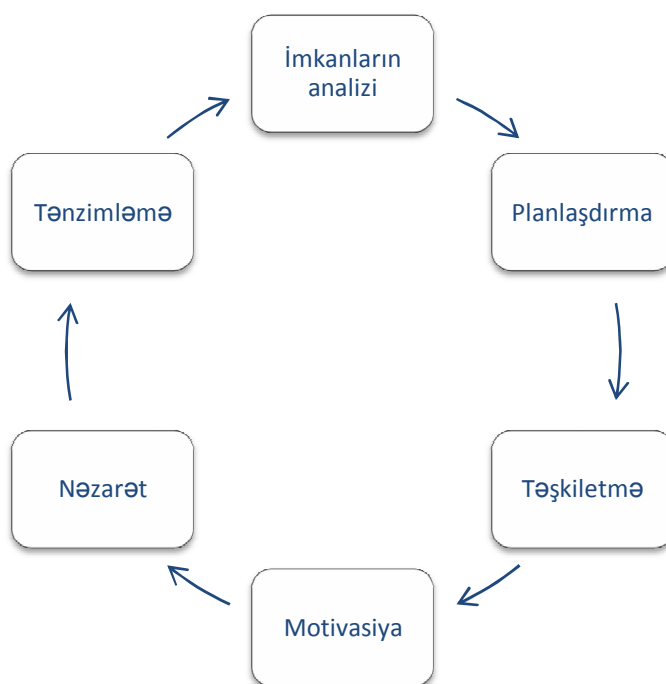 İmkanların
analizi
Planlaşdırma
Təşkiletmə
Motivasiya
Nəzarət
Tənzimləmə